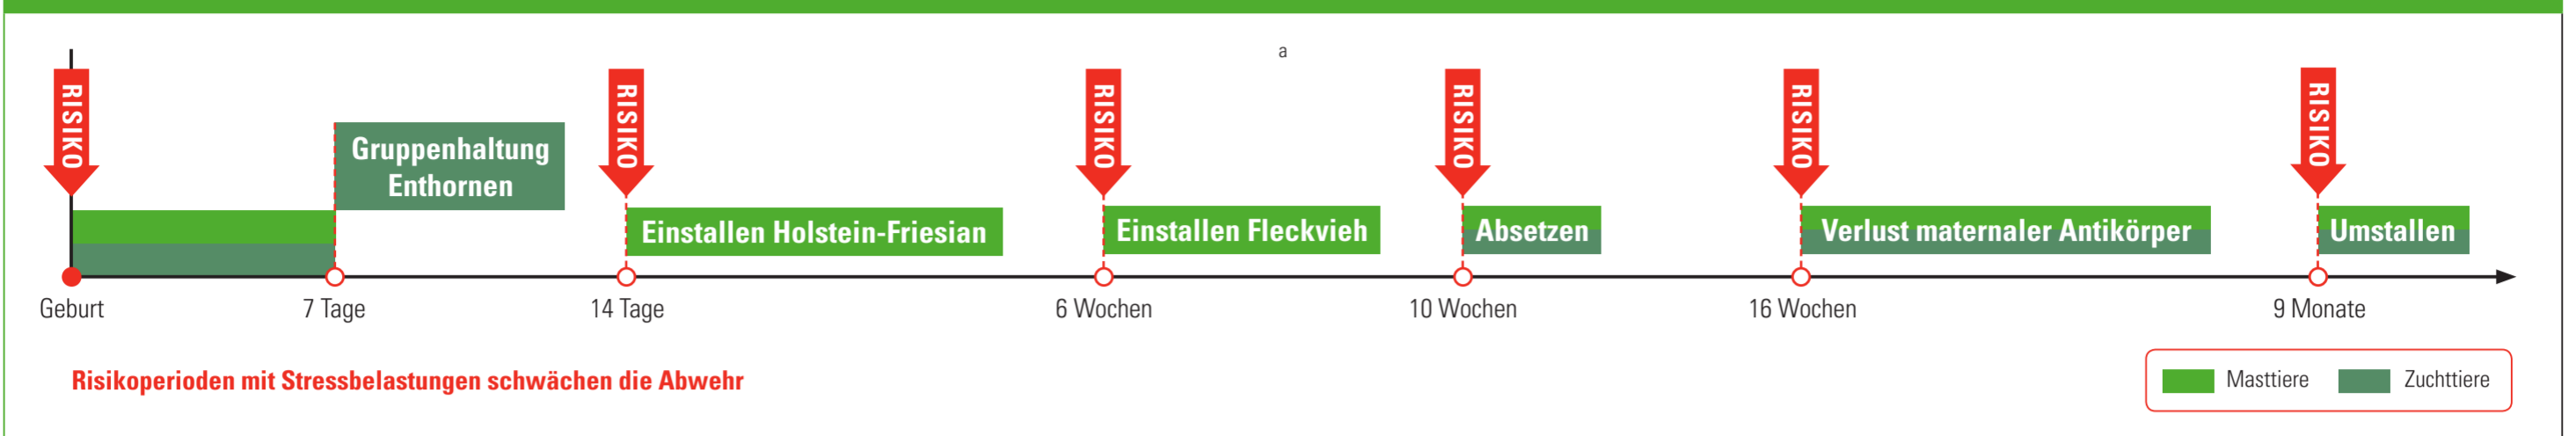 a
RISIKO
RISIKO
RISIKO
RISIKO
RISIKO
RISIKO
Gruppenhaltung
Enthornen
Einstallen Holstein-Friesian
Einstallen Fleckvieh
Absetzen
Verlust maternaler Antikörper
Umstallen
Geburt
7 Tage
14 Tage
6 Wochen
10 Wochen
16 Wochen
9 Monate
Risikoperioden mit Stressbelastungen schwächen die Abwehr
Masttiere
Zuchttiere